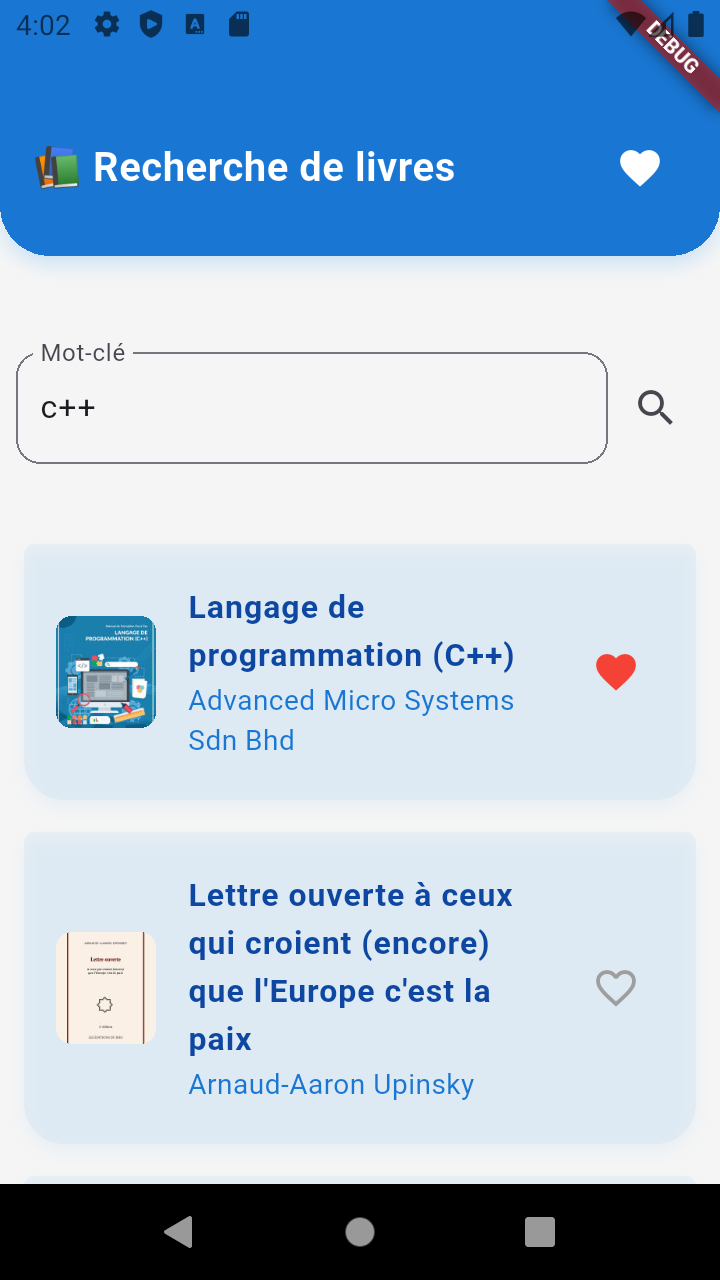 4:02
DEBUG
Recherche de livres
Mot-clé
c++
Langage de
programmation (C++)
Advanced Micro Systems
Sdn Bhd
LANGAGE DE
PROGRAMMATION (C++)
Lettre ouverte à ceux
qui croient (encore)
que l'Europe c'est la
paix
Arnaud-Aaron Upinsky
Lettre ouverte